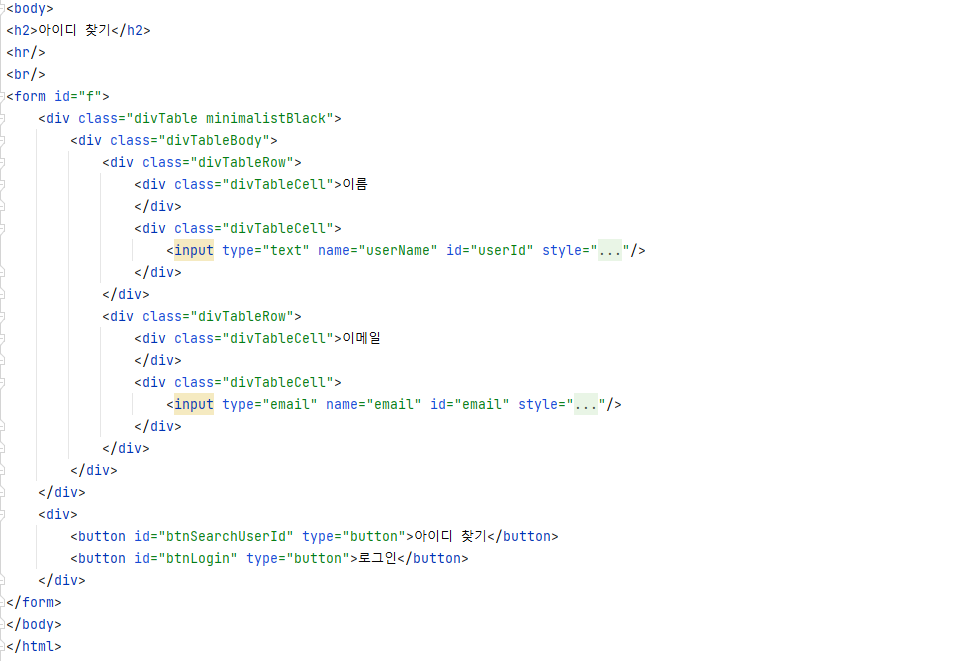 <body>
<h2>아이디 찾기</h2>
<hr/>
<br/>
<form id="f">
<div class="divTable minimalistBlack">
<div class="divTableBody">
<div class="divTableRow">
<div class="divTableCell">이름
</div>
<div class="divTableCell">
<input type="text" name="userName" id="userId" style="..."/>
</div>
</div>
<div class="divTableRow">
<div class="divTableCell">이메일
</div>
<div class="divTableCell">
<input type="email" name="email" id="email" style="..."/>
</div>
</div>
</div>
</div>
<div>
<button id="btnSearchUserId" type="button">아이디 찾기</button>
<button id="btnLogin" type="button">로그인</button>
</div>
</form>
</body>
</html>